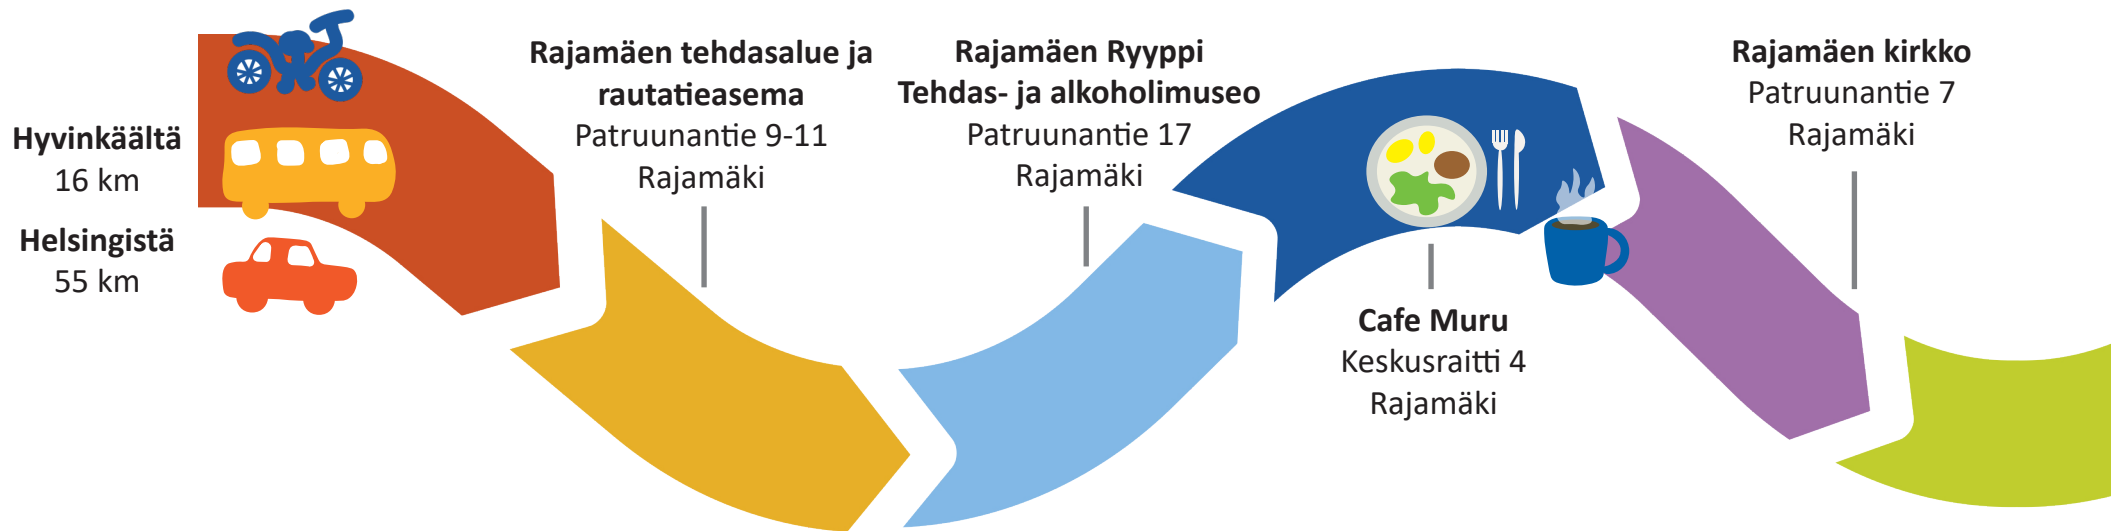 Hyvinkäältä
16 km
Helsingistä
55 km
Rajamäen tehdasalue ja
rautatieasema
Patruunantie 9-11
Rajamäki
Rajamäen Ryyppi
Tehdas- ja alkoholimuseo
Patruunantie 17
Rajamäki
Cafe Muru
Keskusraitti 4
Rajamäki
Rajamäen kirkko
Patruunantie 7
Rajamäki